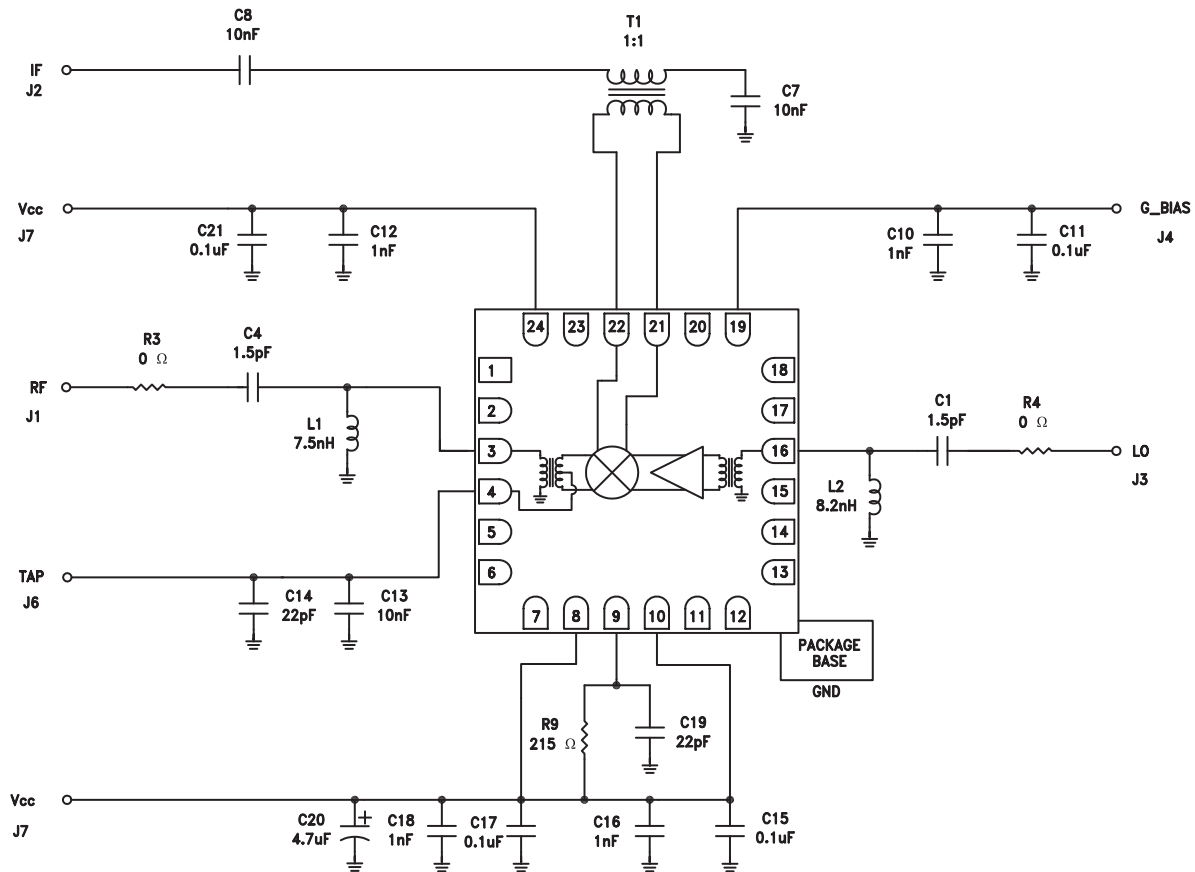 C8
10nF
T1
1:1
IF
J2
C7
10nF
Vcc
J7
C21
0.1uF
C12
1nF
C10
1nF
C11
0.1uF
G_BIAS
J4
24
23
22
21
20
19
R3
0 Ω
C4
1.5pF
RF
J1
L1
7.5nH
1
2
3
4
5
6
18
17
16
15
14
13
C1
1.5pF
R4
0 Ω
LO
J3
L2
8.2nH
TAP
J6
C14
22pF
C13
10nF
7
8
9
10
11
12
PACKAGE
BASE
GND
R9
215 Ω
C19
22pF
Vcc
J7
C20
4.7uF
+
C18
1nF
C17
0.1uF
C16
1nF
C15
0.1uF